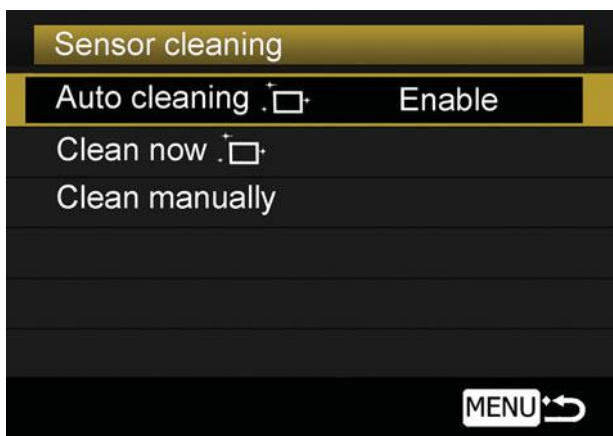 Sensor cleaning
Auto cleaning Enable
Clean now
Clean manually
MENU